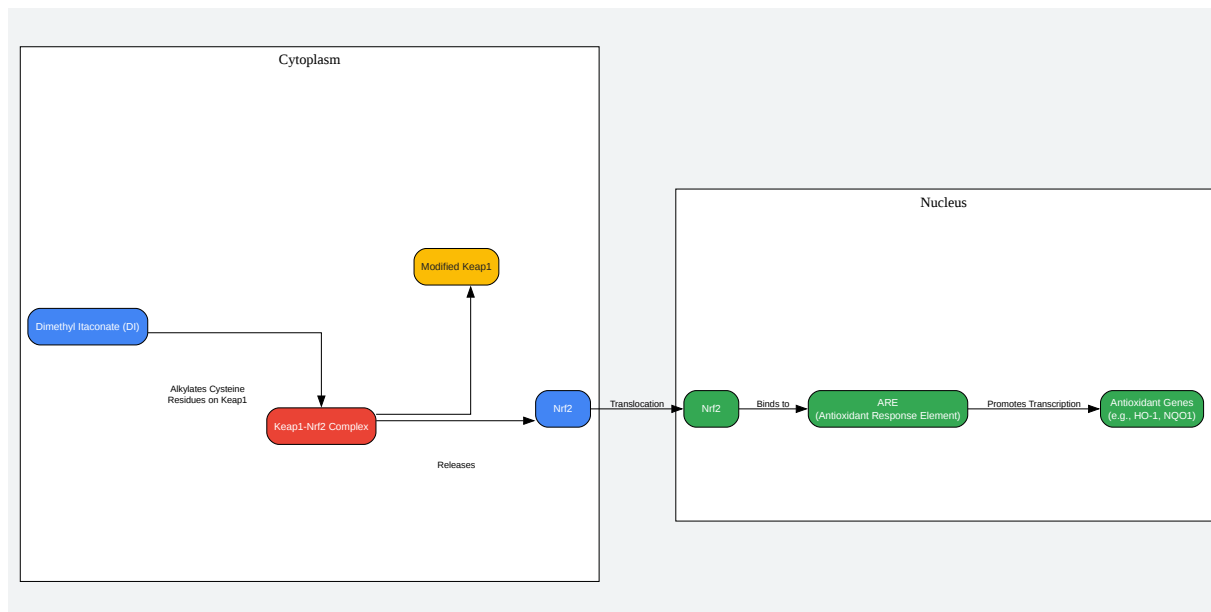 Cytoplasm
Nucleus
Modified Keap1
Dimethyl Itaconate (DI)
Alkylates Cysteine
Residues on Keap1
Keap1-Nrf2 Complex
Releases
Nrf2
Translocation
Nrf2
Binds to
ARE
(Antioxidant Response Element)
Promotes Transcription
Antioxidant Genes
(e.g., HO-1, NQO1)